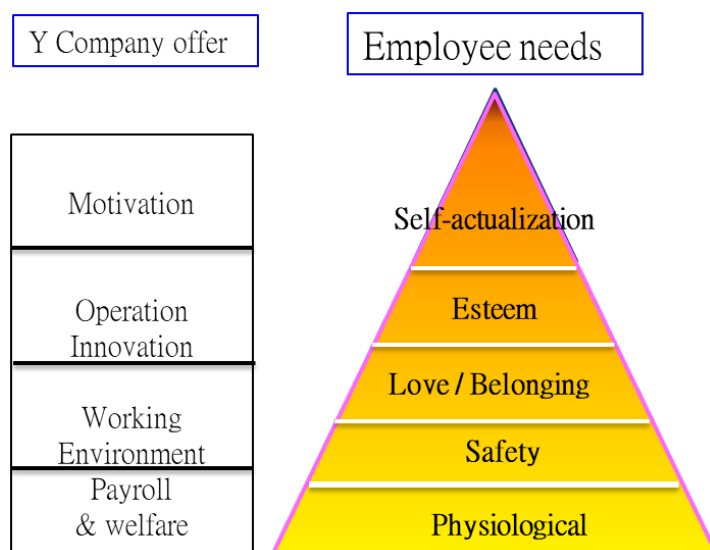 Y Company offer
Employee needs
Motivation
Operation
Innovation
Working
Environment
Payroll
& welfare
Self-actualization
Esteem
Love / Belonging
Safety
Physiological